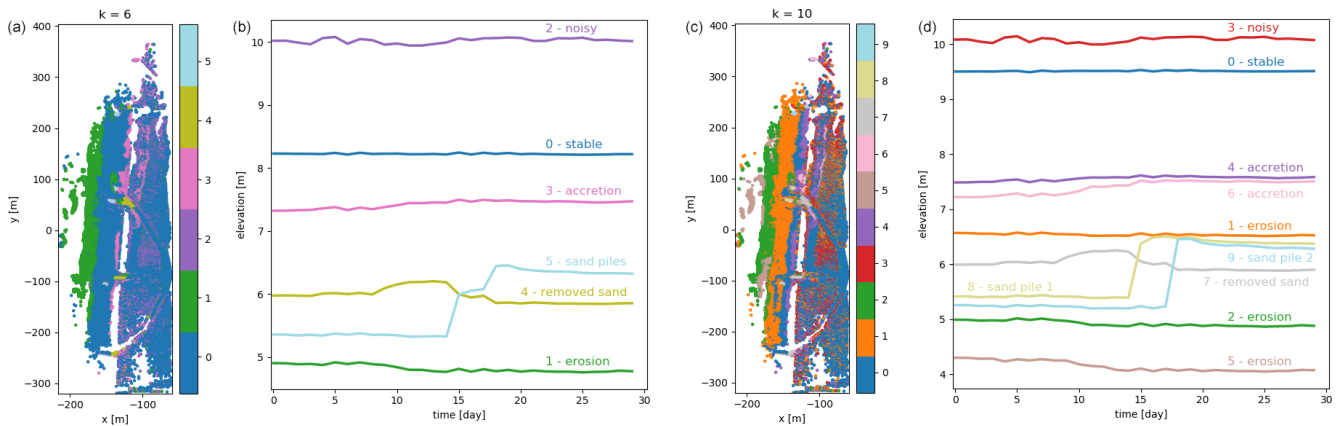 (a)
k = 6
400
300
200
100
0
−100
−200
−300
y [m]
−200
−100
x [m]
5
4
3
2
1
0
(b)
10
9
8
7
6
5
elevation [m]
2 - noisy
0 - stable
3 - accretion
5 - sand piles
4 - removed sand
1 - erosion
0
5
10
15
20
25
30
time [day]
(c)
k = 10
400
300
200
100
0
−100
−200
−300
y [m]
−200
−100
x [m]
9
8
7
6
5
4
3
2
1
0
(d)
10
9
8
7
6
5
4
elevation [m]
3 - noisy
0 - stable
4 - accretion
6 - accretion
1 - erosion
9 - sand pile 2
8 - sand pile 1
7 - removed sand
2 - erosion
5 - erosion
0
5
10
15
20
25
30
time [day]